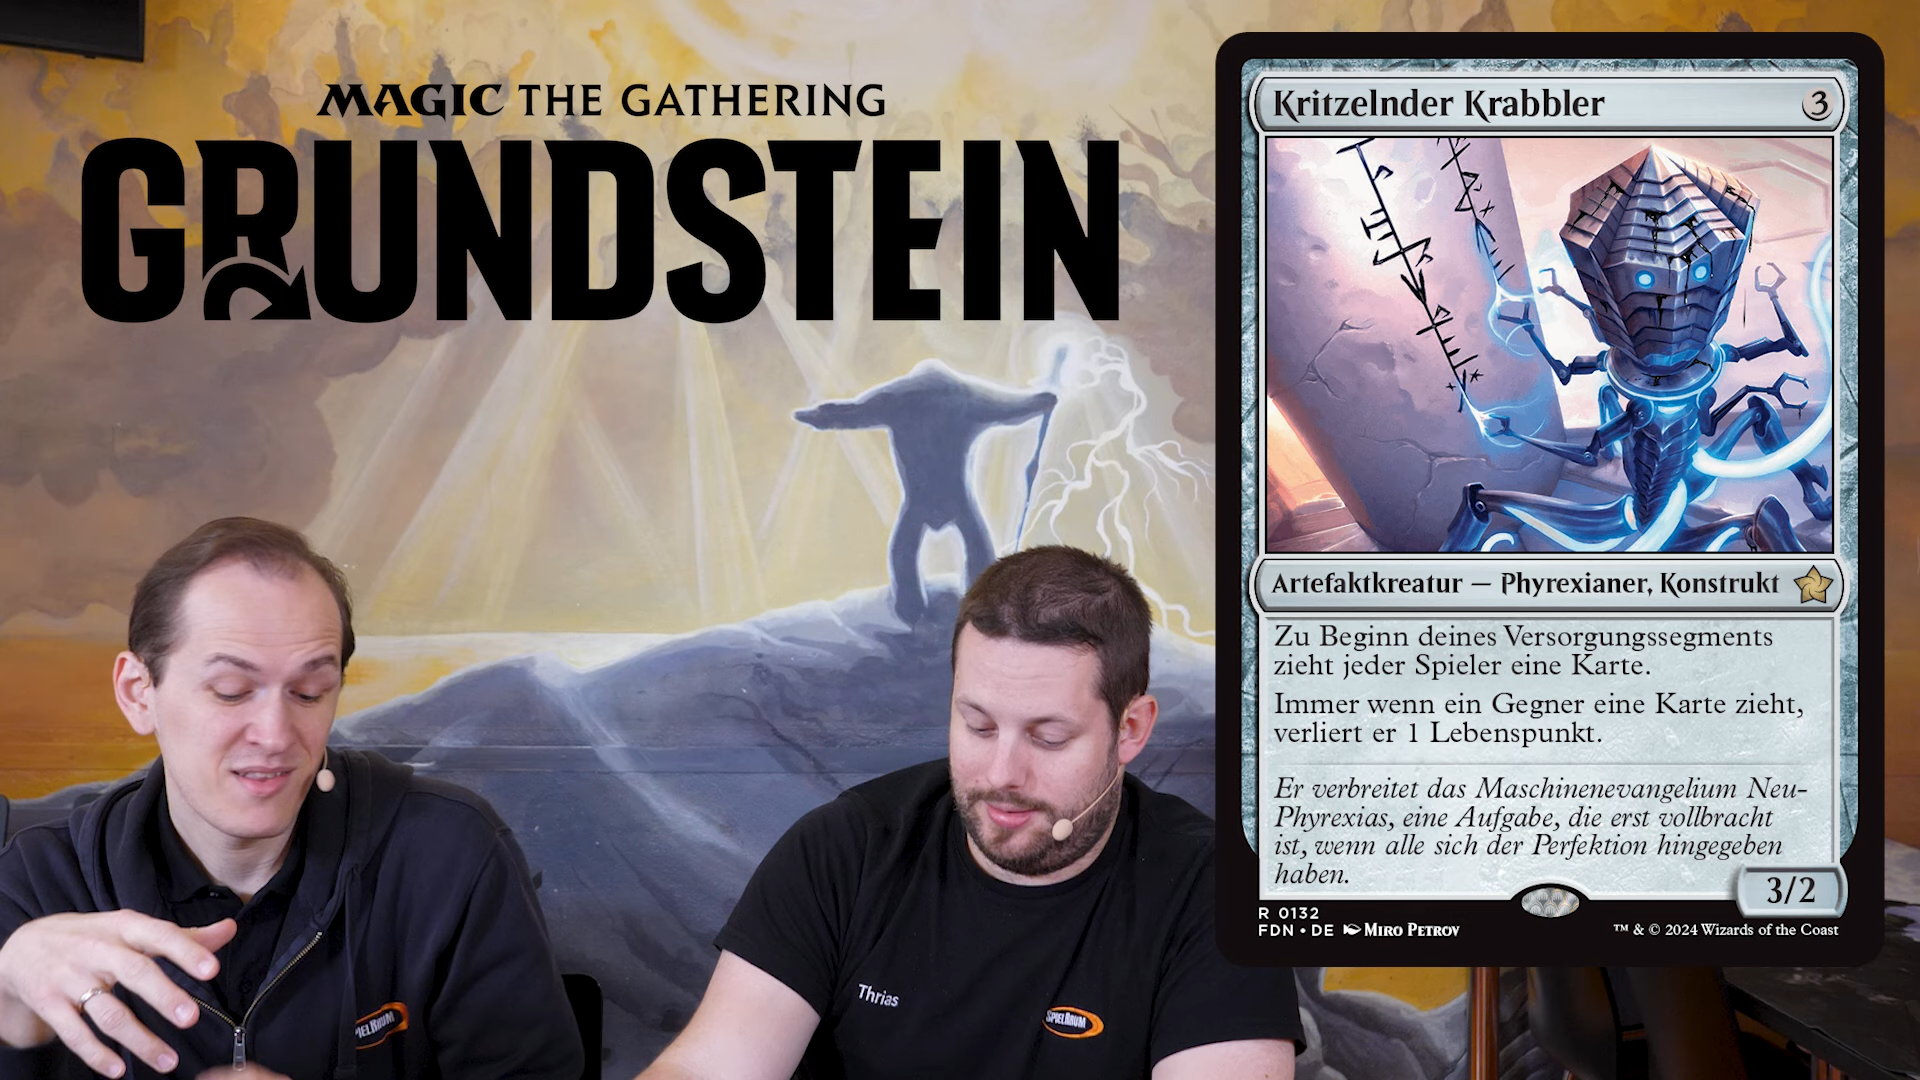 MAGIC THE GATHERING
GRUNDSTEIN
Kritzelnder Krabbler 3
Artefaktkreatur — Phyrexianer, Konstrukt
Zu Beginn deines Versorgungssegments
zieht jeder Spieler eine Karte.
Immer wenn ein Gegner eine Karte zieht,
verliert er 1 Lebenspunkt.
Er verbreitet das Maschinenevangelium Neu-
Phyrexias, eine Aufgabe, die erst vollbracht
ist, wenn alle sich der Perfektion hingegeben
haben.
3/2
R 0132
FDN • DE Miro Petrov
™ & © 2024 Wizards of the Coast
Thrias
SPIELRAUM
SPIELRAUM